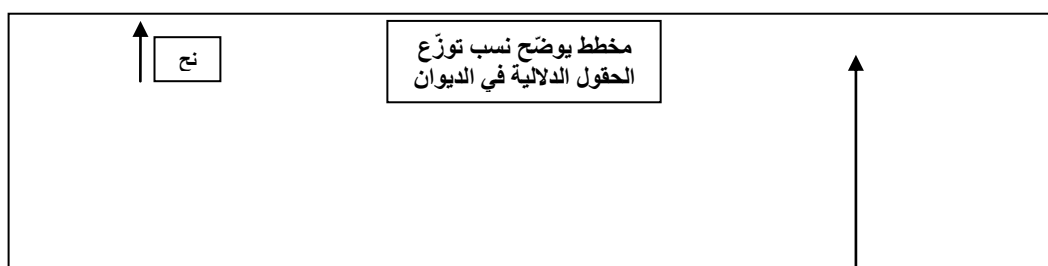 مخطط يوضّح نسب توزّع
الحقول الدلالية في الديوان
نح